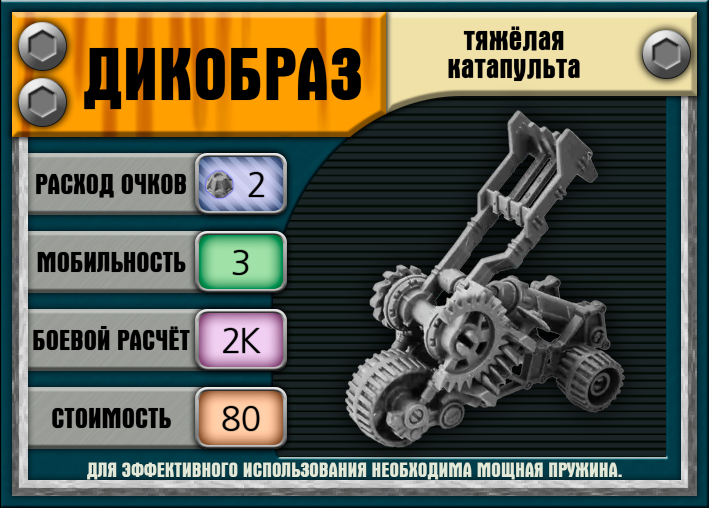 ДИКОБРАЗ
ТЯЖЁЛАЯ
КАТАПУЛЬТА
РАСХОД ОЧКОВ 2
МОБИЛЬНОСТЬ 3
БОЕВОЙ РАСЧЁТ 2К
СТОИМОСТЬ 80
ДЛЯ ЭФФЕКТИВНОГО ИСПОЛЬЗОВАНИЯ НЕОБХОДИМА МОЩНАЯ ПРУЖИНА.